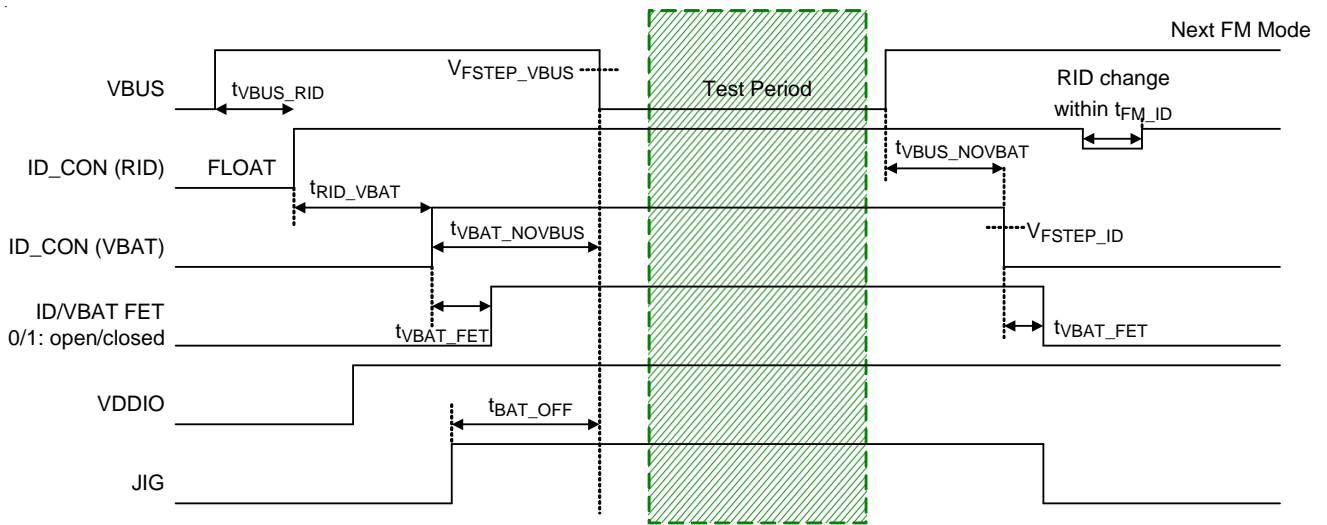 Next FM Mode
VBUS
tVBUS_RID
VFSTEP_VBUS
Test Period
RID change
within tFM_ID
ID_CON (RID)
FLOAT
tRID_VBAT
tVBUS_NOVBAT
ID_CON (VBAT)
tVBAT_NOVBUS
VFSTEP_ID
ID/VBAT FET
0/1: open/closed
tVBAT_FET
tVBAT_FET
VDDIO
tBAT_OFF
JIG